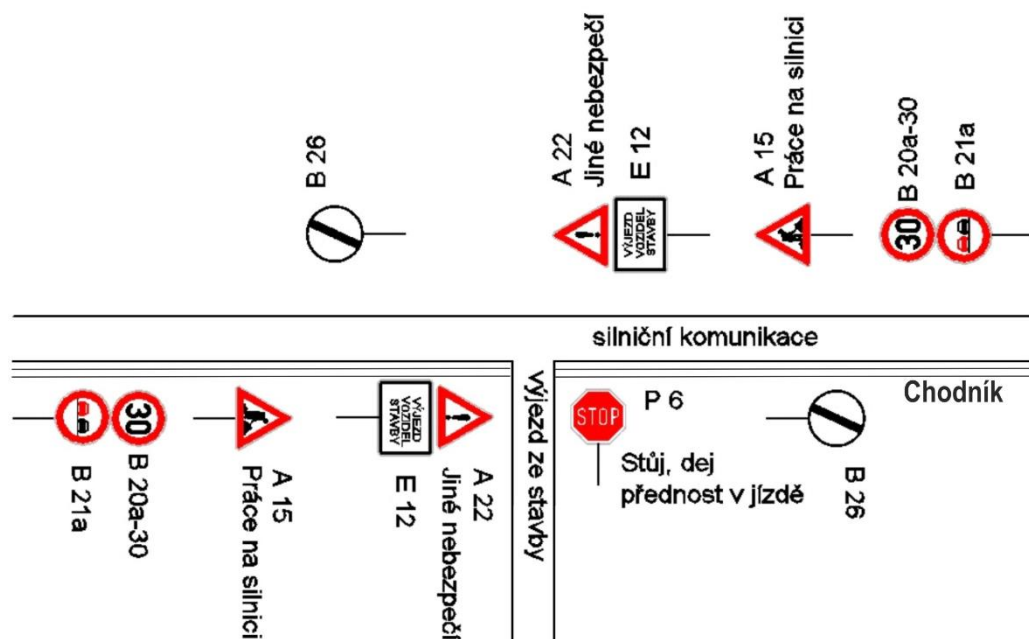 B 26
A 22
Jiné nebezpečí
E 12
VÝJEZD
VOZIDEL
STAVBY
A 15
Práce na silnici
B 20a-30
30
B 21a
silniční komunikace
Chodník
B 21a
30
B 20a-30
A 15
Práce na silnici
VÝJEZD
VOZIDEL
STAVBY
E 12
A 22
Jiné nebezpečí
výjezd ze stavby
STOP
P 6
Stůj, dej
přednost v jízdě
B 26